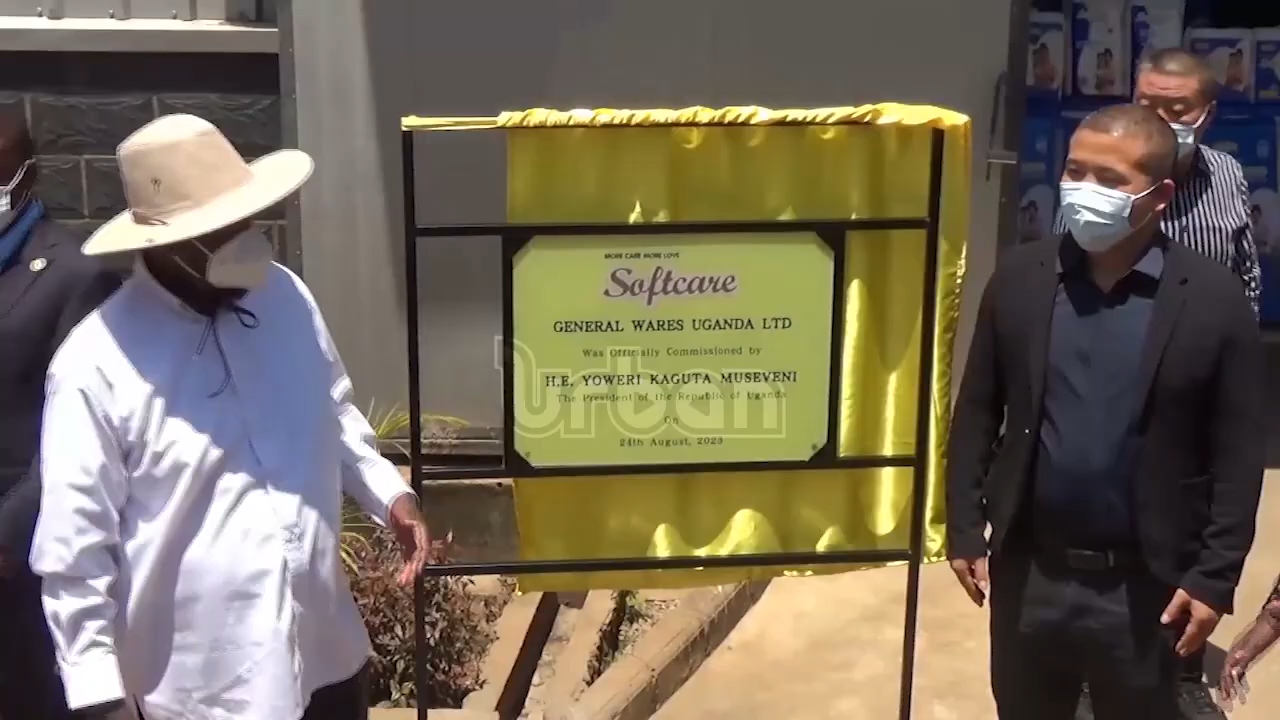 MORE CARE MORE LOVE
Softcare
GENERAL WARES UGANDA LTD
Was Officially Commissioned by
H.E. YOWERI KAGUTA MUSEVENI
The President of the Republic of Uganda
On
24th August, 2023
Urban